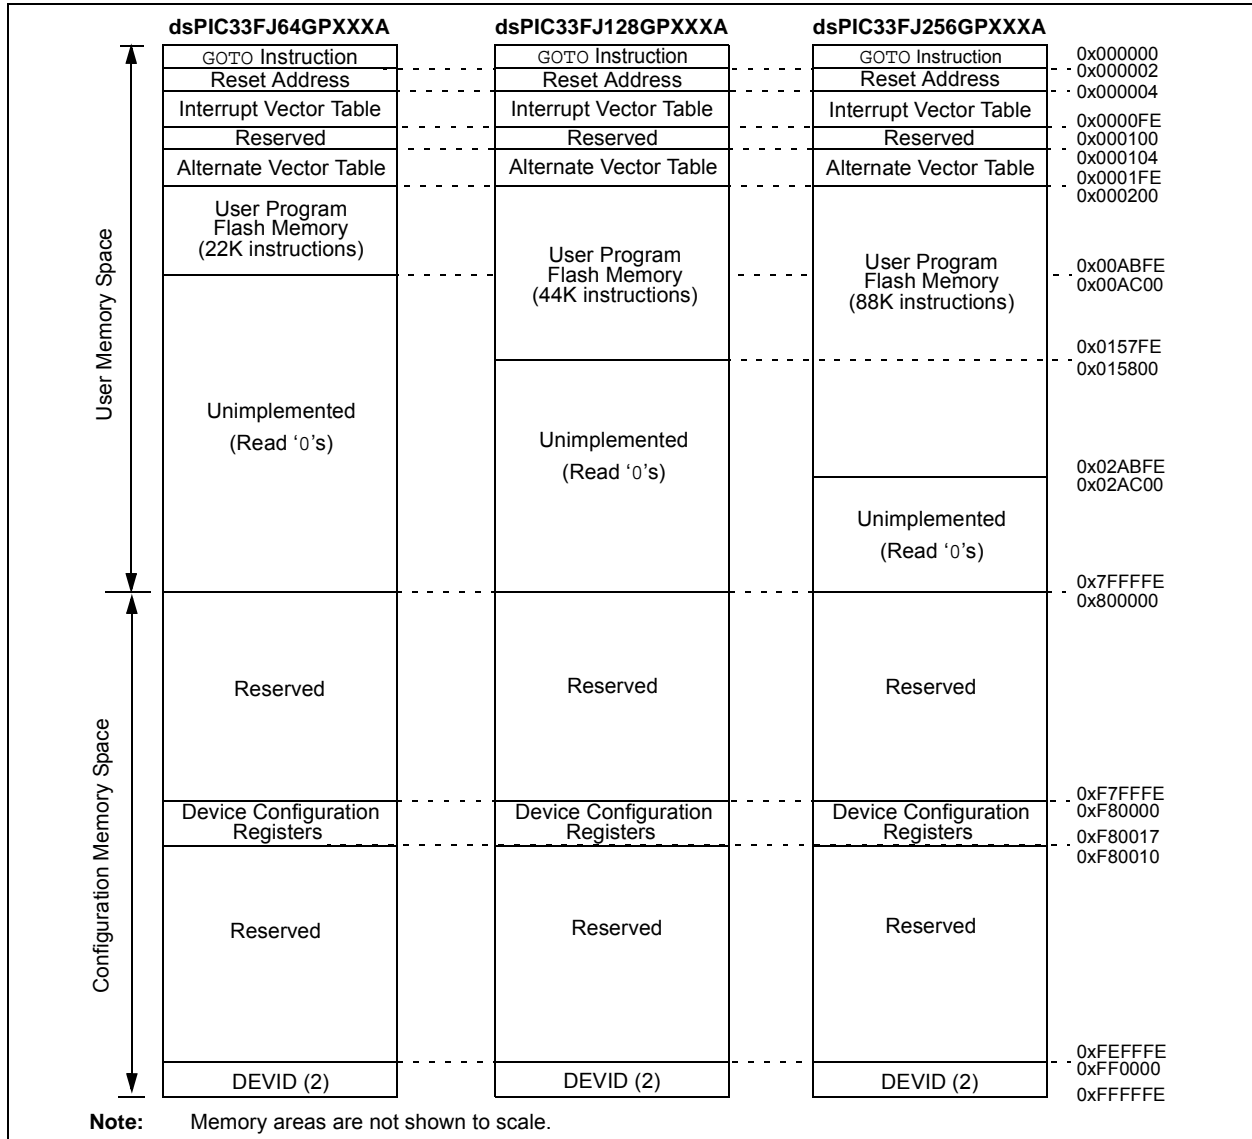 dsPIC33FJ64GPXXXA
dsPIC33FJ128GPXXXA
dsPIC33FJ256GPXXXA
User Memory Space
Configuration Memory Space
GOTO Instruction
Reset Address
Interrupt Vector Table
Reserved
Alternate Vector Table
User Program
Flash Memory
(22K instructions)
Unimplemented
(Read ‘0’s)
Reserved
Device Configuration
Registers
Reserved
DEVID (2)
GOTO Instruction
Reset Address
Interrupt Vector Table
Reserved
Alternate Vector Table
User Program
Flash Memory
(44K instructions)
Unimplemented
(Read ‘0’s)
Reserved
Device Configuration
Registers
Reserved
DEVID (2)
GOTO Instruction
Reset Address
Interrupt Vector Table
Reserved
Alternate Vector Table
User Program
Flash Memory
(88K instructions)
Unimplemented
(Read ‘0’s)
Reserved
Device Configuration
Registers
Reserved
DEVID (2)
0x000000
0x000002
0x000004
0x0000FE
0x000100
0x000104
0x0001FE
0x000200
0x00ABFE
0x00AC00
0x0157FE
0x015800
0x02ABFE
0x02AC00
0x7FFFFE
0x800000
0xF7FFFE
0xF80000
0xF80017
0xF80010
0xFEFFFE
0xFF0000
0xFFFFFE
Note: Memory areas are not shown to scale.